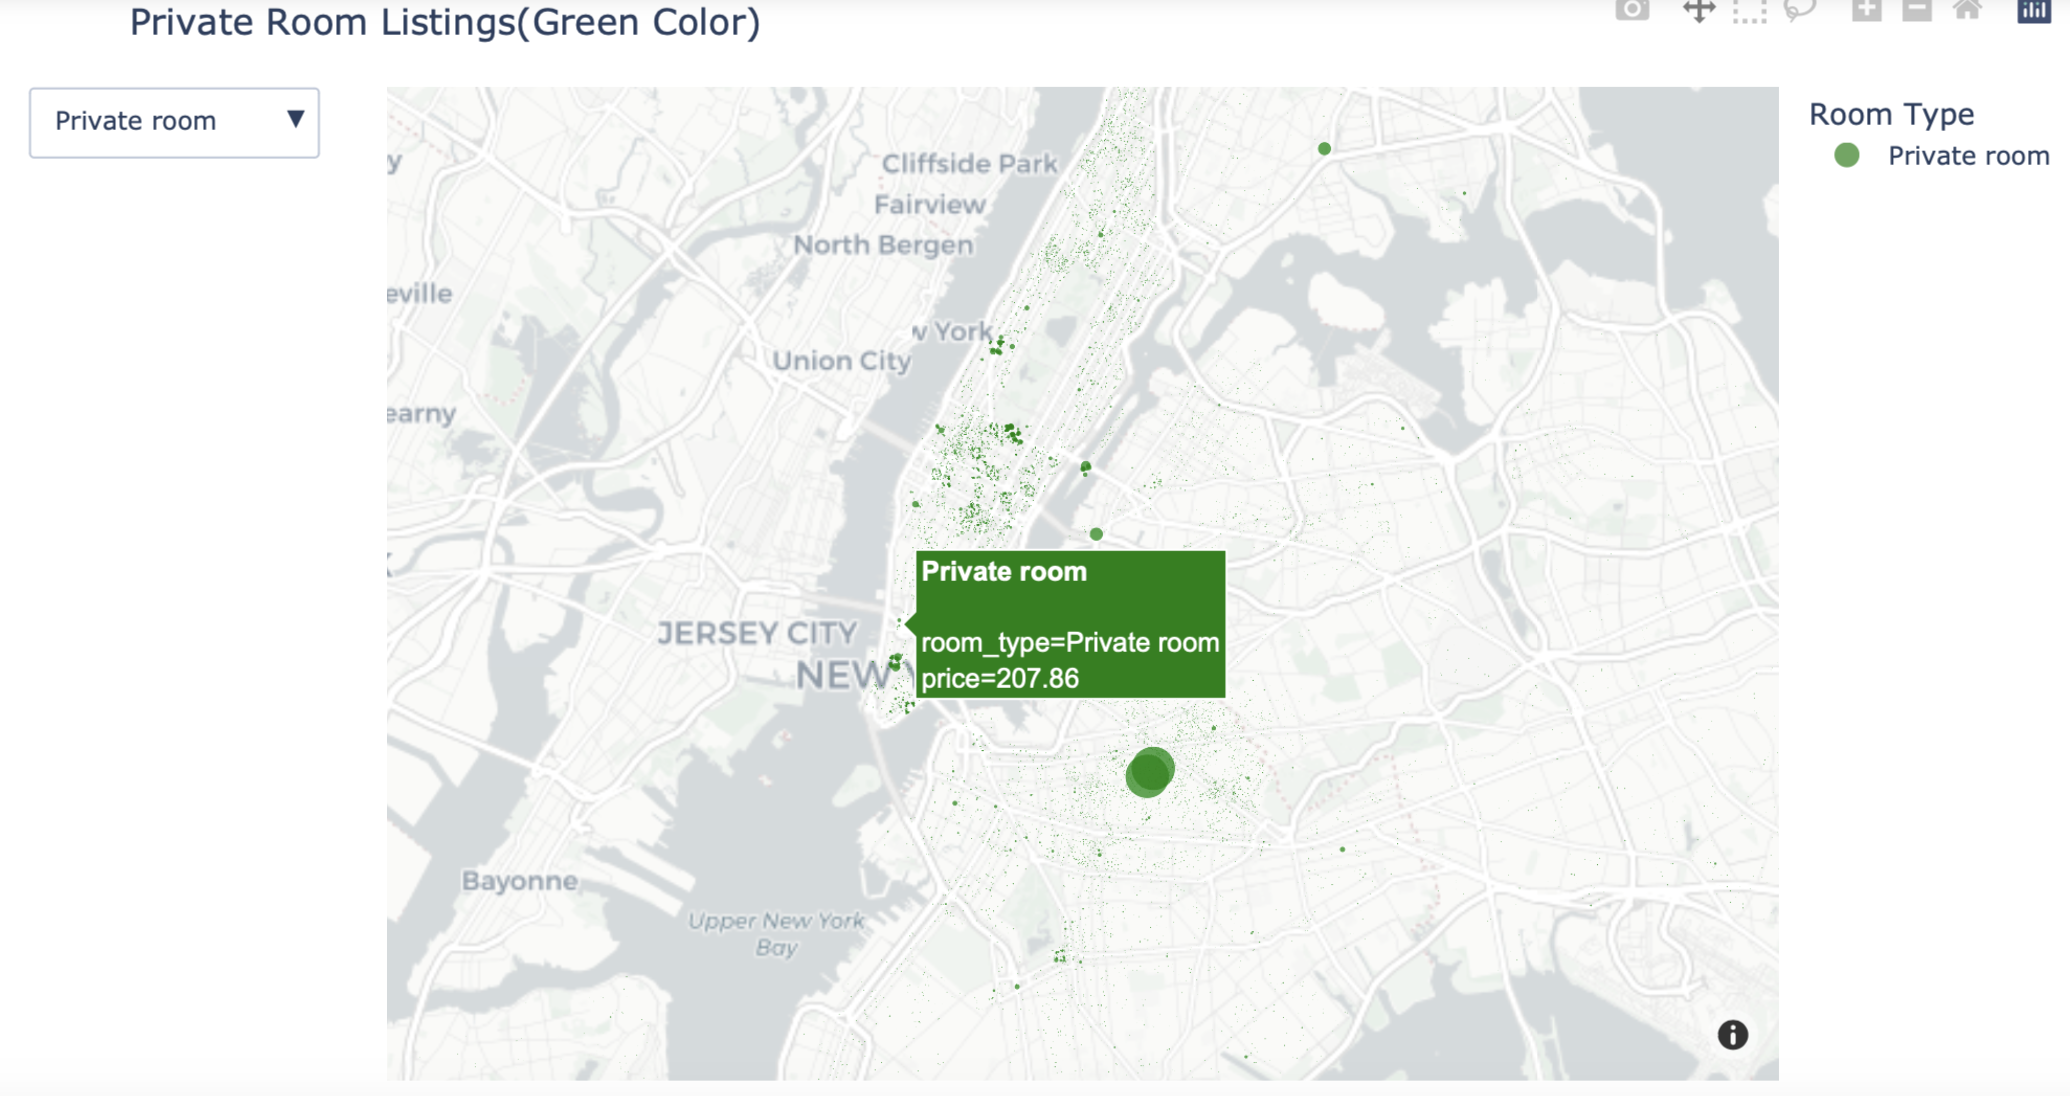 Private Room Listings(Green Color)
Private room
Room Type
Private room
Cliffside Park
Fairview
North Bergen
eville
w York
Union City
earny
Private room
room_type=Private room
price=207.86
JERSEY CITY
NEW Y
Bayonne
Upper New York
Bay